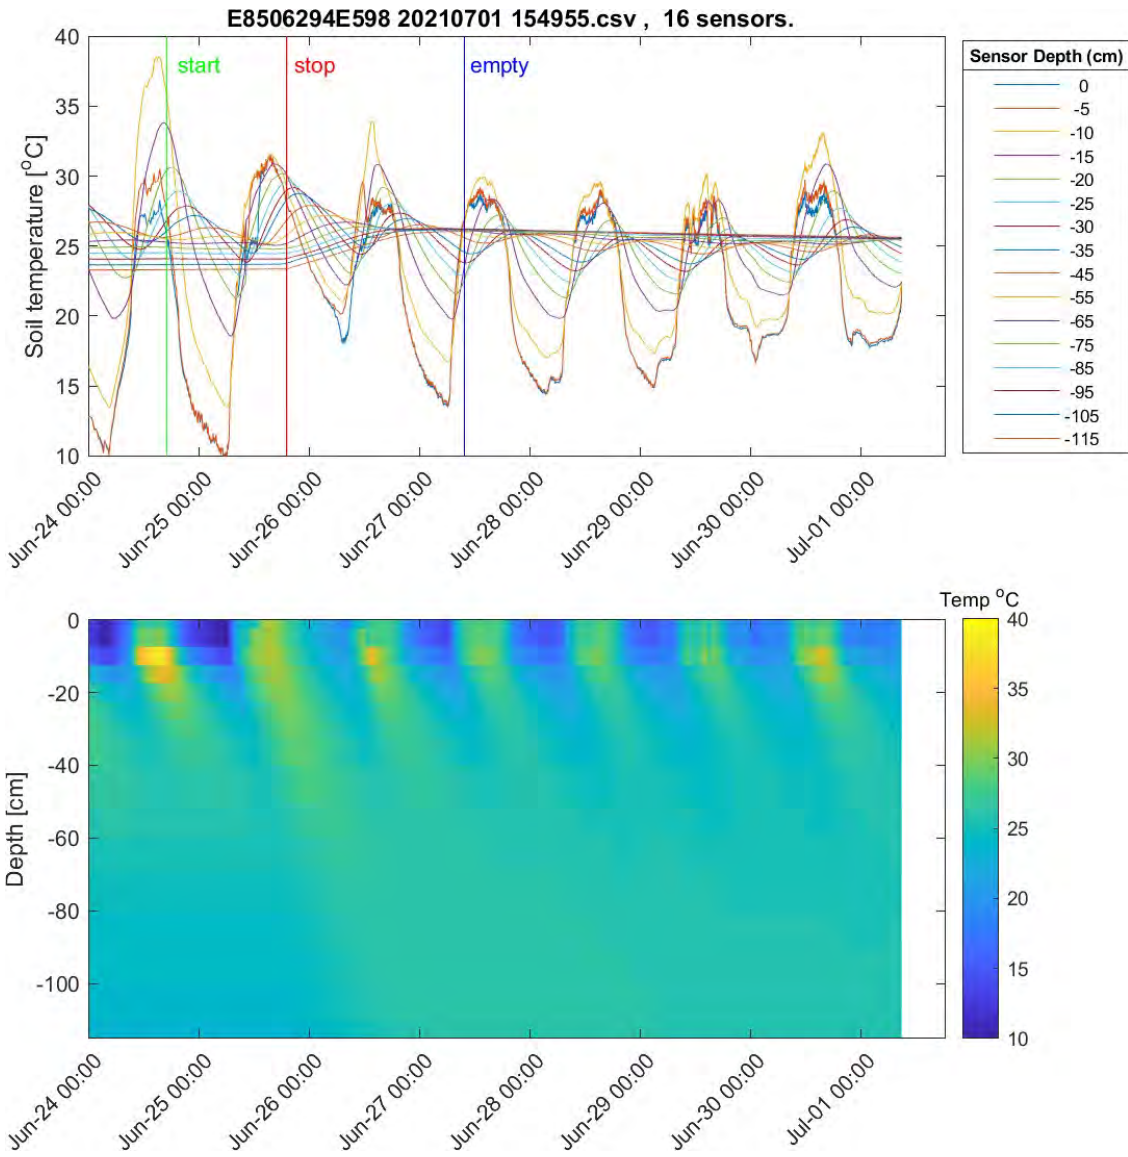 E8506294E598 20210701 154955.csv , 16 sensors.
Soil temperature [°C]
40
35
30
25
20
15
10
start
stop
empty
Jun-24 00:00
Jun-25 00:00
Jun-26 00:00
Jun-27 00:00
Jun-28 00:00
Jun-29 00:00
Jun-30 00:00
Jul-01 00:00
Sensor Depth (cm)
0
-5
-10
-15
-20
-25
-30
-35
-45
-55
-65
-75
-85
-95
-105
-115
Depth [cm]
0
-20
-40
-60
-80
-100
Jun-24 00:00
Jun-25 00:00
Jun-26 00:00
Jun-27 00:00
Jun-28 00:00
Jun-29 00:00
Jun-30 00:00
Jul-01 00:00
Temp °C
40
35
30
25
20
15
10